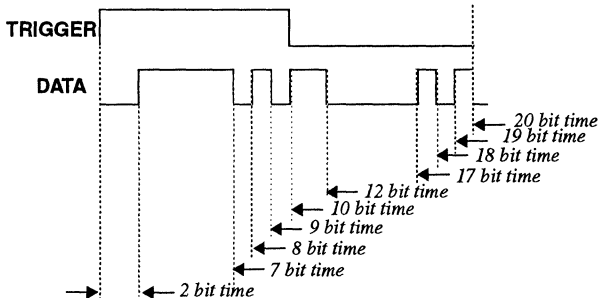 TRIGGER
DATA
20 bit time
19 bit time
18 bit time
17 bit time
12 bit time
10 bit time
9 bit time
8 bit time
7 bit time
2 bit time